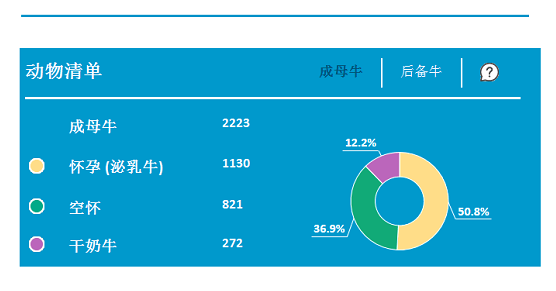 动物清单 成母牛 后备牛 ?
成母牛 2223
怀孕 (泌乳牛) 1130
空怀 821
干奶牛 272
12.2%
36.9%
50.8%